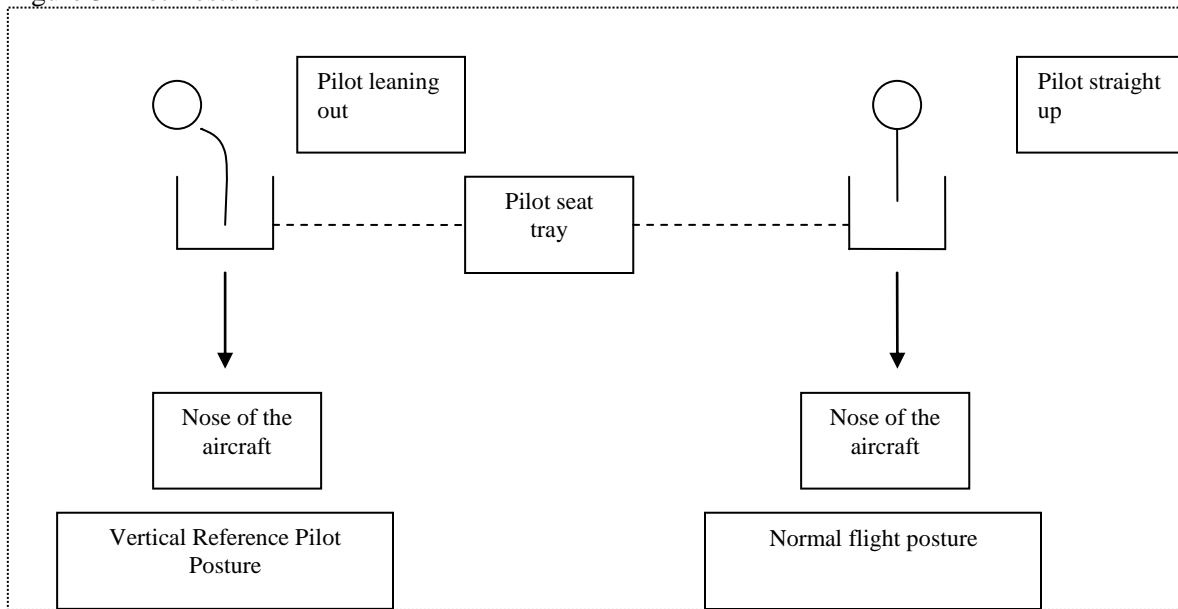 Pilot leaning
out
Pilot straight
up
Pilot seat
tray
Nose of the
aircraft
Nose of the
aircraft
Vertical Reference Pilot
Posture
Normal flight posture